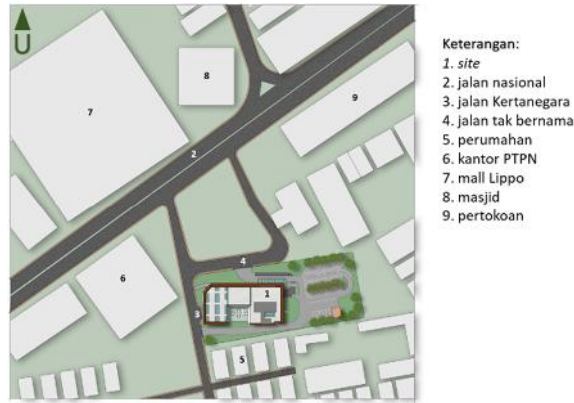 U
Keterangan:
1. site
2. jalan nasional
3. jalan Kertanegara
4. jalan tak bernama
5. perumahan
6. kantor PTPN
7. mall Lippo
8. masjid
9. pertokoan
8
7
9
2
4
6
1
3
5